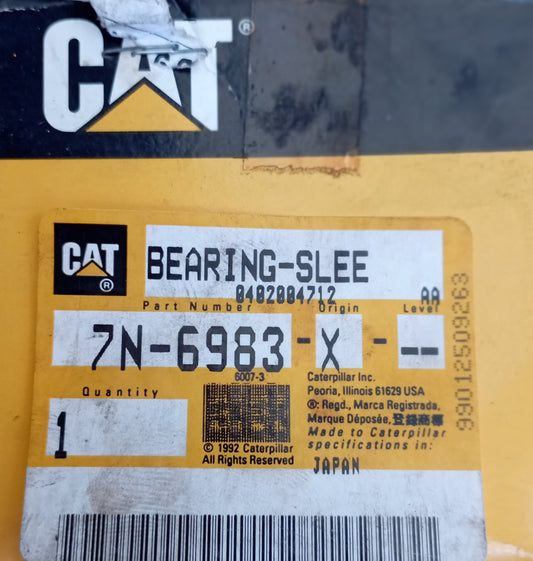 CAT®
CAT®
BEARING-SLEE
0402004712 AA
Part Number Origin Level
7N-6983 - X - --
Quantity
1
6007-3
© 1992 Caterpillar
All Rights Reserved
Caterpillar Inc.
Peoria, Illinois 61629 USA
®: Regd., Marca Registrada,
Marque Déposée, 登録商標
Made to Caterpillar
specifications in:
JAPAN
99012509263